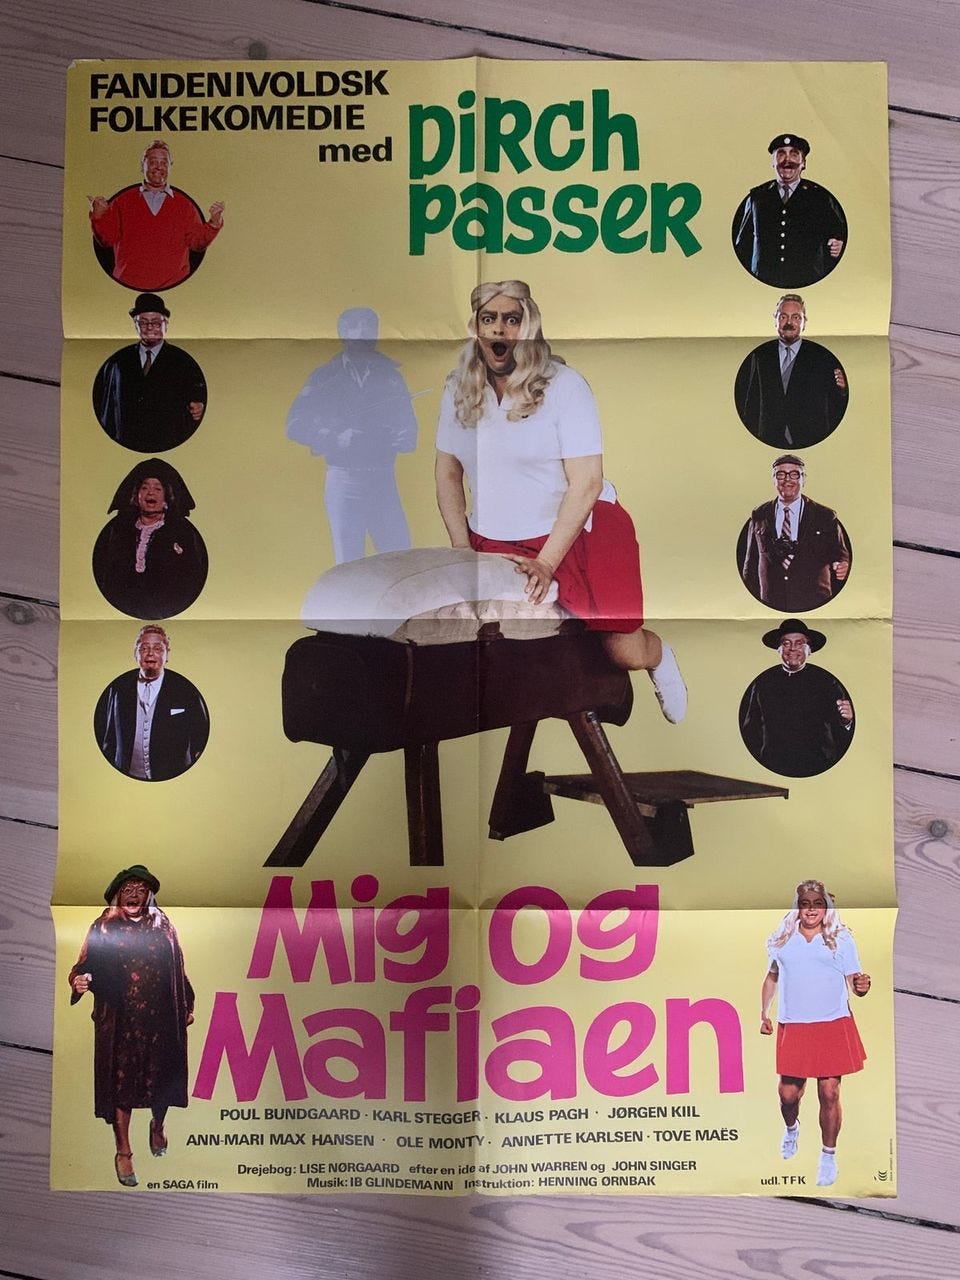 FANDENIVOLDSK
FOLKEKOMEDIE
med DiRCh
PasseR
Mig og
Mafiaen
POUL BUNDGAARD · KARL STEGGER · KLAUS PAGH · JØRGEN KIIL
ANN-MARI MAX HANSEN · OLE MONTY · ANNETTE KARLSEN · TOVE MAËS
Drejebog: LISE NØRGAARD efter en ide af JOHN WARREN og JOHN SINGER
Musik: IB GLINDEMANN Instruktion: HENNING ØRNBAK
en SAGA film
udl. TFK